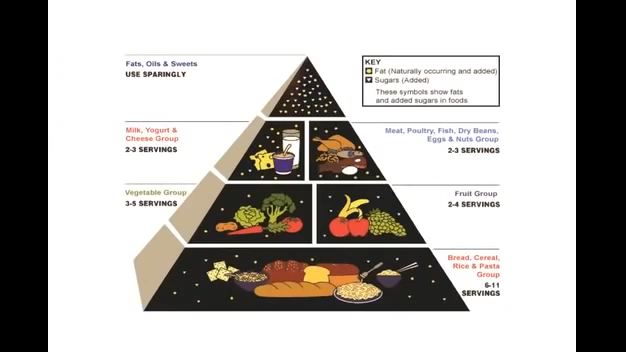 Fats, Oils & Sweets
USE SPARINGLY
KEY
Fat (Naturally occurring and added)
Sugars (Added)
These symbols show fats
and added sugars in foods
Milk, Yogurt &
Cheese Group
2-3 SERVINGS
Meat, Poultry, Fish, Dry Beans,
Eggs & Nuts Group
2-3 SERVINGS
Vegetable Group
3-5 SERVINGS
Fruit Group
2-4 SERVINGS
Bread, Cereal,
Rice & Pasta
Group
6-11
SERVINGS